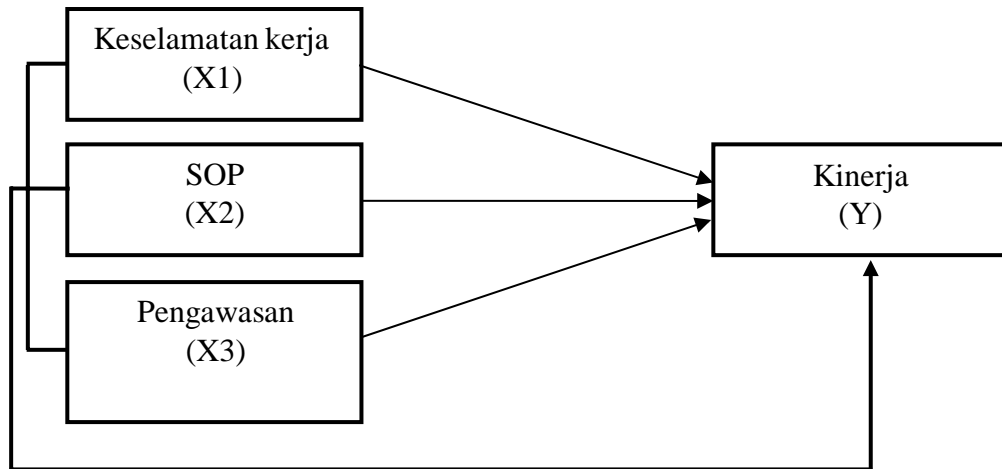 Keselamatan kerja
(X1)
SOP
(X2)
Pengawasan
(X3)
Kinerja
(Y)